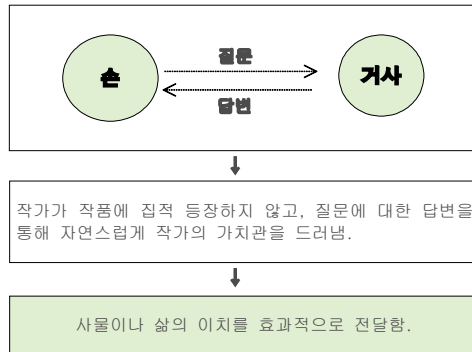 질문
손
거사
답변
작가가 작품에 집적 등장하지 않고, 질문에 대한 답변을
통해 자연스럽게 작가의 가치관을 드러냄.
사물이나 삶의 이치를 효과적으로 전달함.